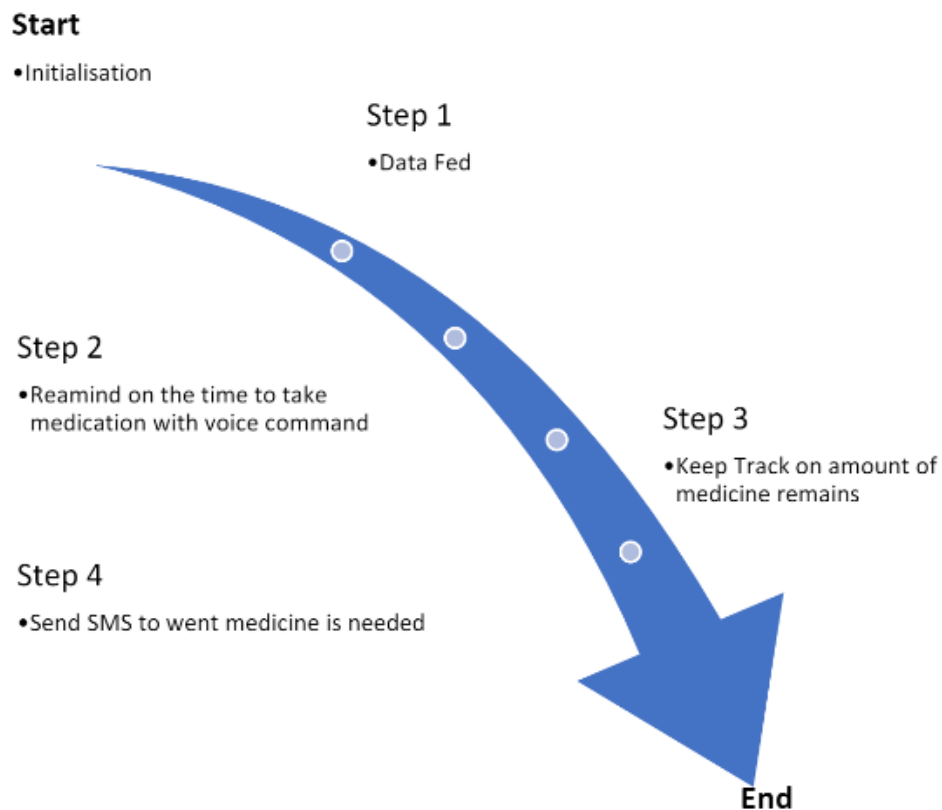 Start
•Initialisation
Step 1
•Data Fed
Step 2
•Reamind on the time to take
medication with voice command
Step 3
•Keep Track on amount of
medicine remains
Step 4
•Send SMS to went medicine is needed
End